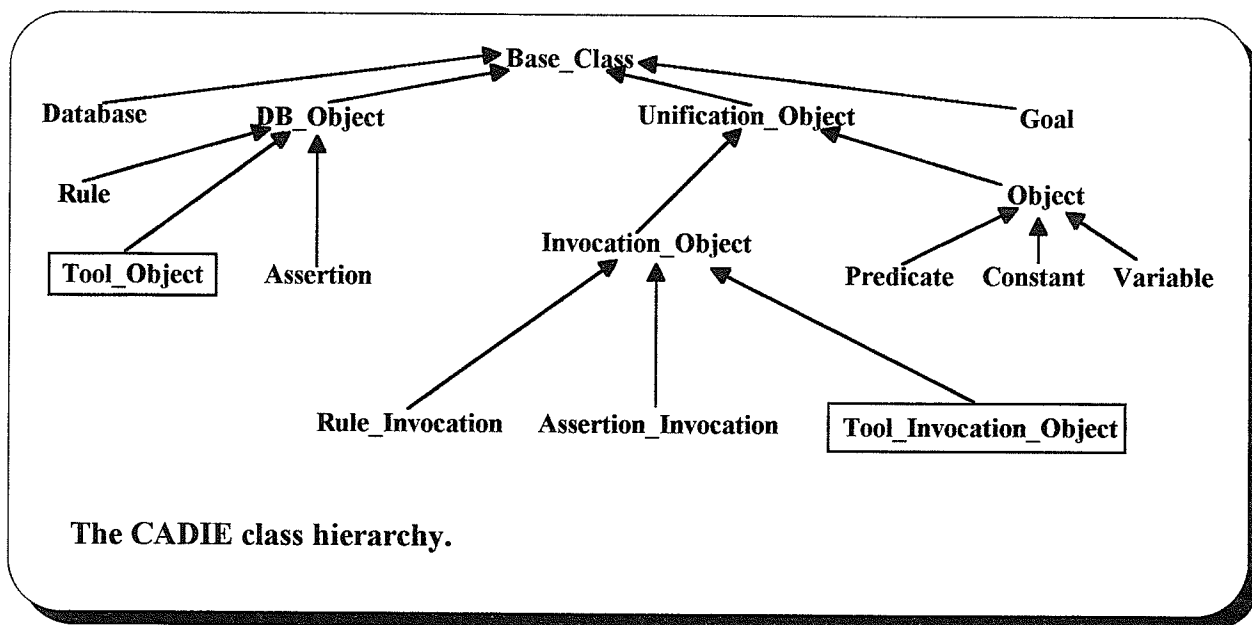 Base_Class
Database
DB_Object
Unification_Object
Goal
Rule
Object
Invocation_Object
Tool_Object
Assertion
Predicate
Constant
Variable
Rule_Invocation
Assertion_Invocation
Tool_Invocation_Object
The CADIE class hierarchy.